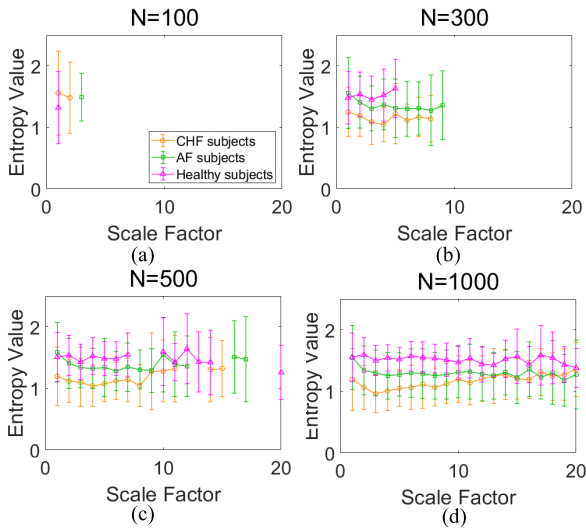 N=100
Entropy Value
2
1
0
0
10
20
Scale Factor
CHF subjects
AF subjects
Healthy subjects
(a)
N=300
Entropy Value
2
1
0
0
10
20
Scale Factor
(b)
N=500
Entropy Value
2
1
0
0
10
20
Scale Factor
(c)
N=1000
Entropy Value
2
1
0
0
10
20
Scale Factor
(d)